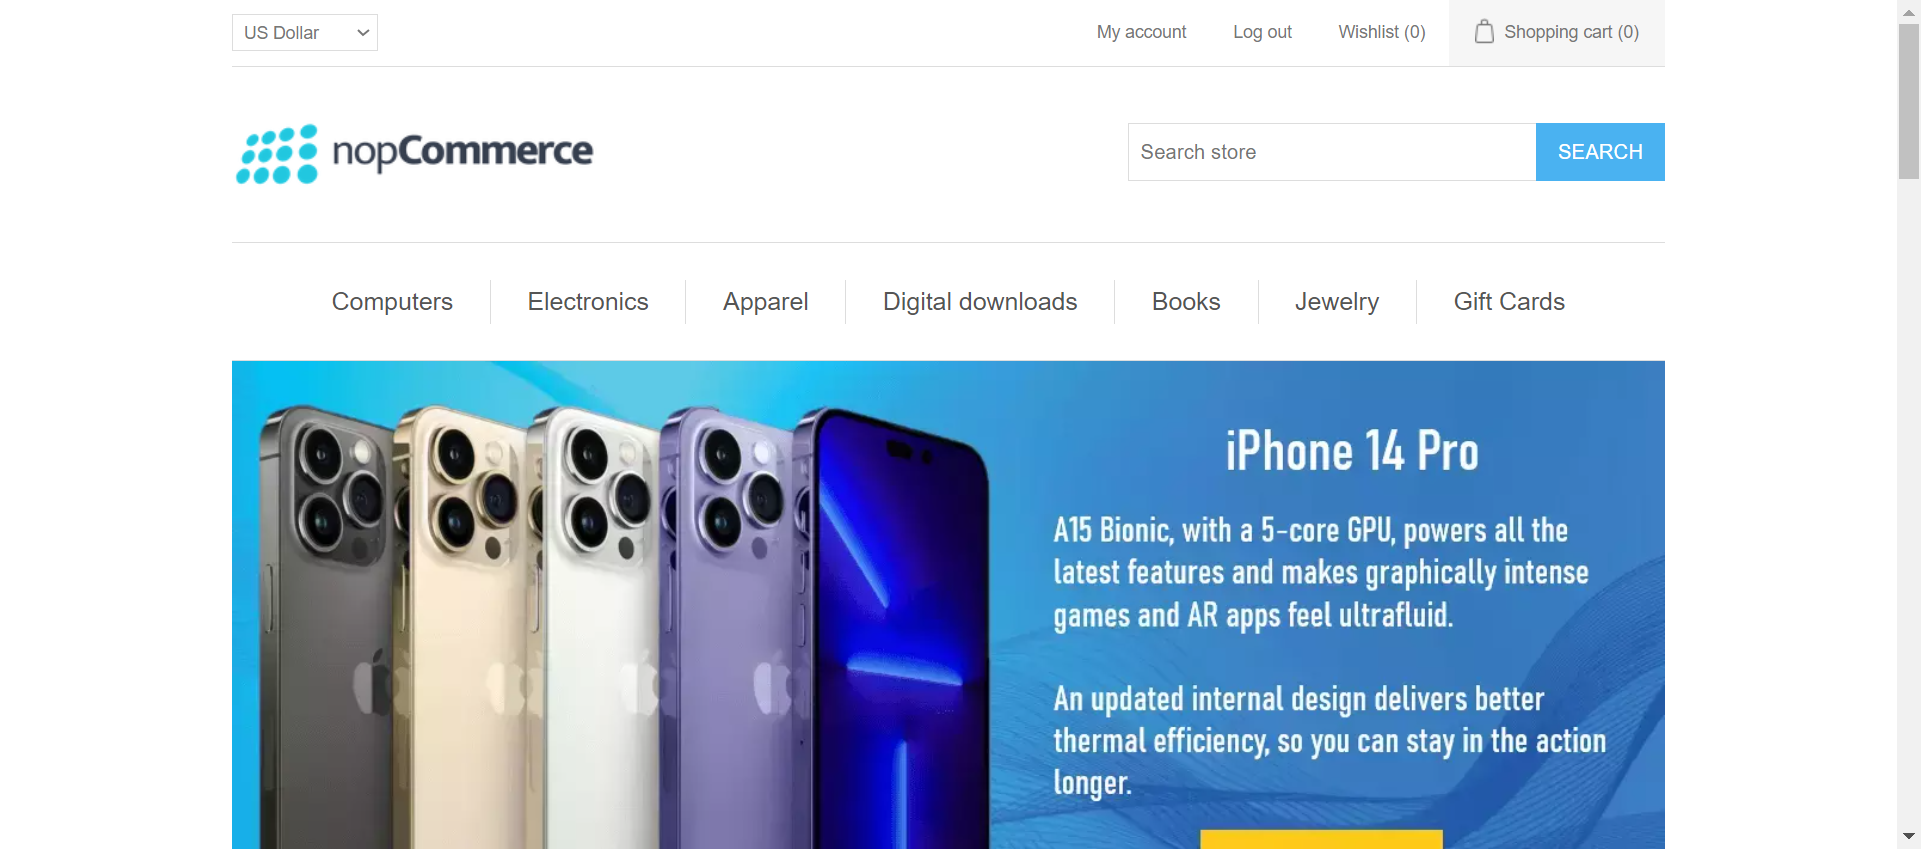 US Dollar
My account
Log out
Wishlist (0)
Shopping cart (0)
nopCommerce
Search store
SEARCH
Computers
Electronics
Apparel
Digital downloads
Books
Jewelry
Gift Cards
iPhone 14 Pro
A15 Bionic, with a 5-core GPU, powers all the
latest features and makes graphically intense
games and AR apps feel ultrafluid.
An updated internal design delivers better
thermal efficiency, so you can stay in the action
longer.